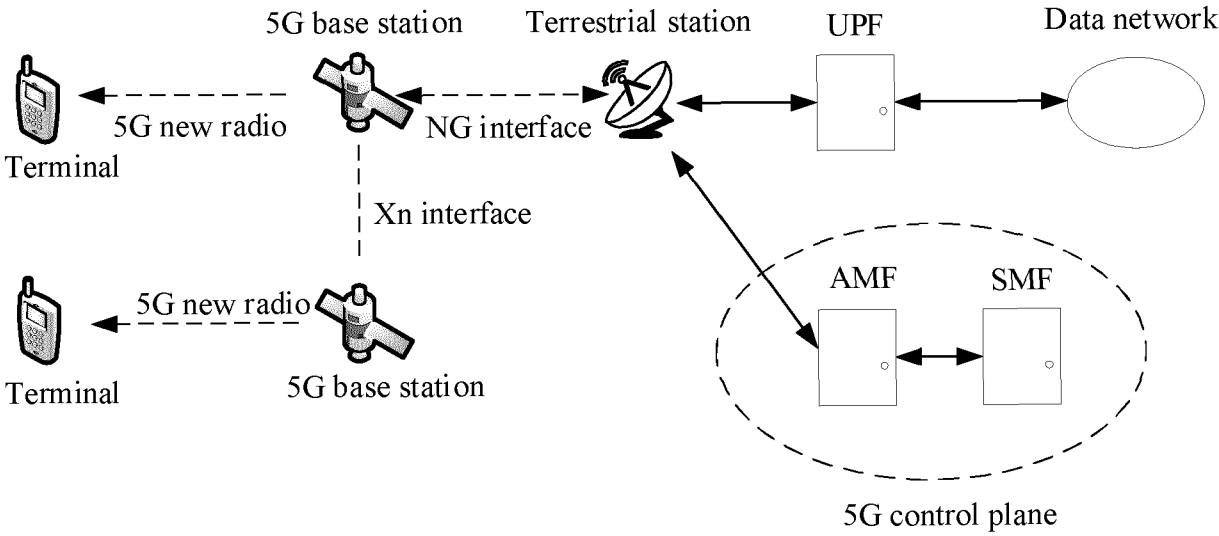 5G base station
Terrestrial station
UPF
Data network
5G new radio
NG interface
Terminal
Xn interface
5G new radio
AMF
SMF
Terminal
5G base station
5G control plane